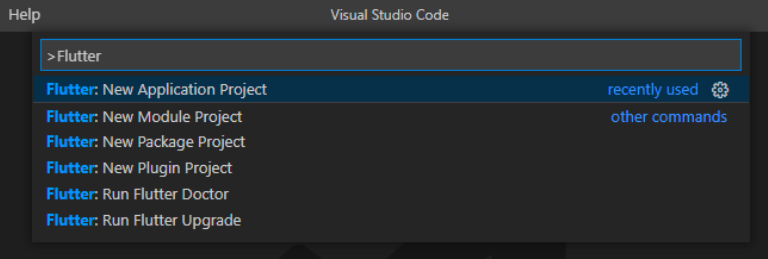 Help Visual Studio Code
>Flutter
Flutter: New Application Project recently used
Flutter: New Module Project other commands
Flutter: New Package Project
Flutter: New Plugin Project
Flutter: Run Flutter Doctor
Flutter: Run Flutter Upgrade